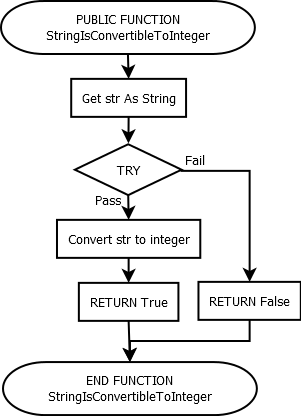 PUBLIC FUNCTION
StringIsConvertibleToInteger
Get str As String
TRY
Fail
Pass
Convert str to integer
RETURN True
RETURN False
END FUNCTION
StringIsConvertibleToInteger